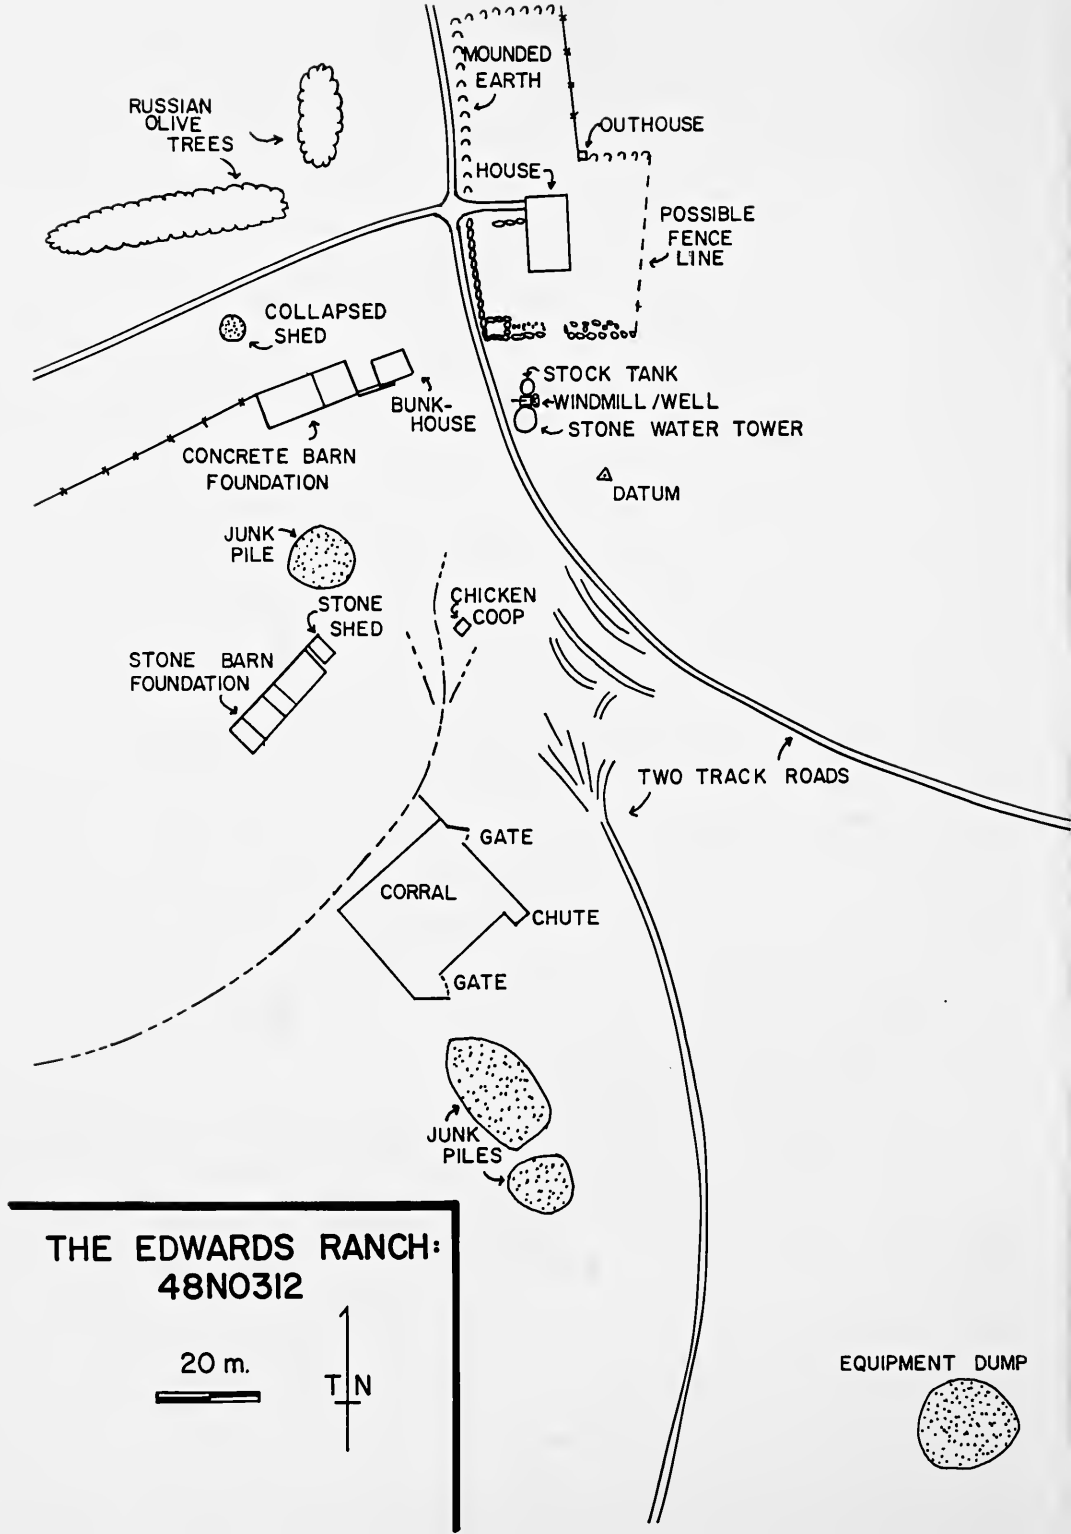 MOUNDED
EARTH
RUSSIAN
OLIVE
TREES
OUTHOUSE
HOUSE
POSSIBLE
FENCE
LINE
COLLAPSED
SHED
STOCK TANK
WINDMILL/WELL
STONE WATER TOWER
BUNK-
HOUSE
CONCRETE BARN
FOUNDATION
DATUM
JUNK
PILE
STONE
SHED
CHICKEN
COOP
STONE BARN
FOUNDATION
TWO TRACK ROADS
GATE
CORRAL
CHUTE
GATE
JUNK
PILES
THE EDWARDS RANCH:
48NO312
20 m.
T N
EQUIPMENT DUMP